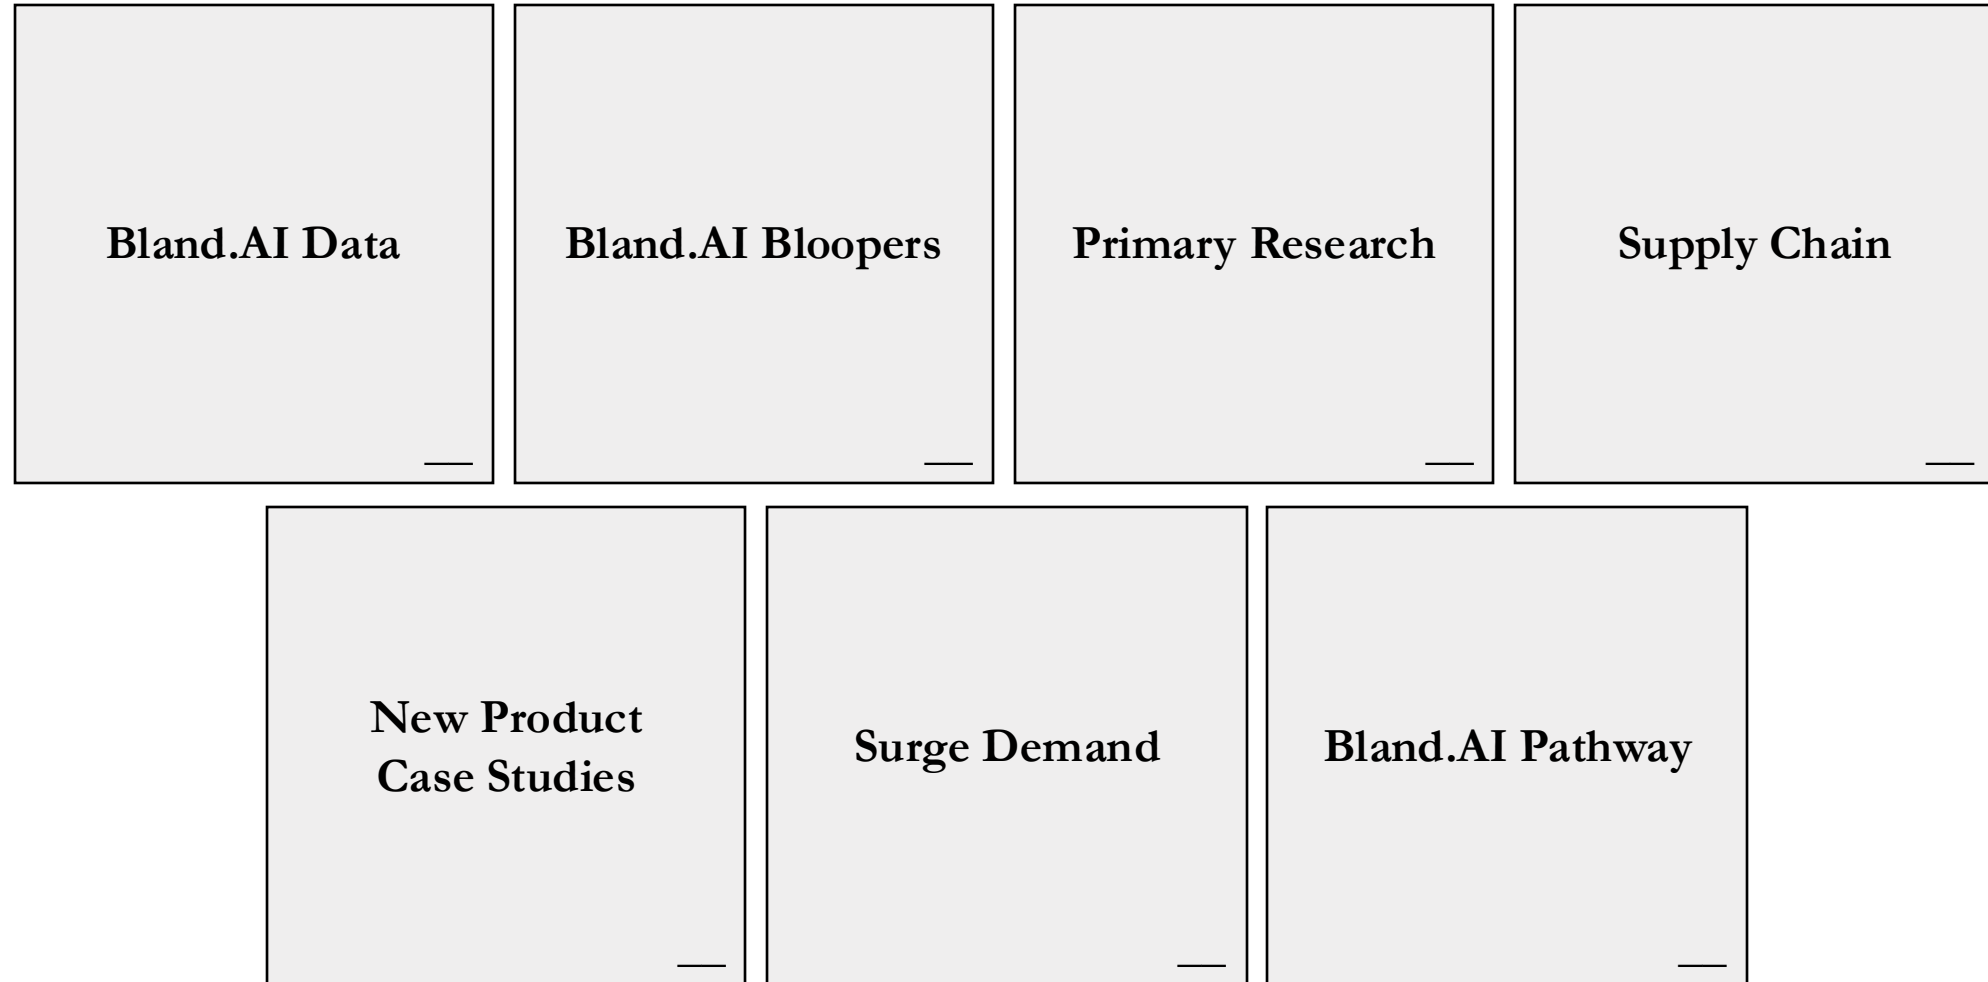 Bland.AI Data
Bland.AI Bloopers
Primary Research
Supply Chain
New Product
Case Studies
Surge Demand
Bland.AI Pathway